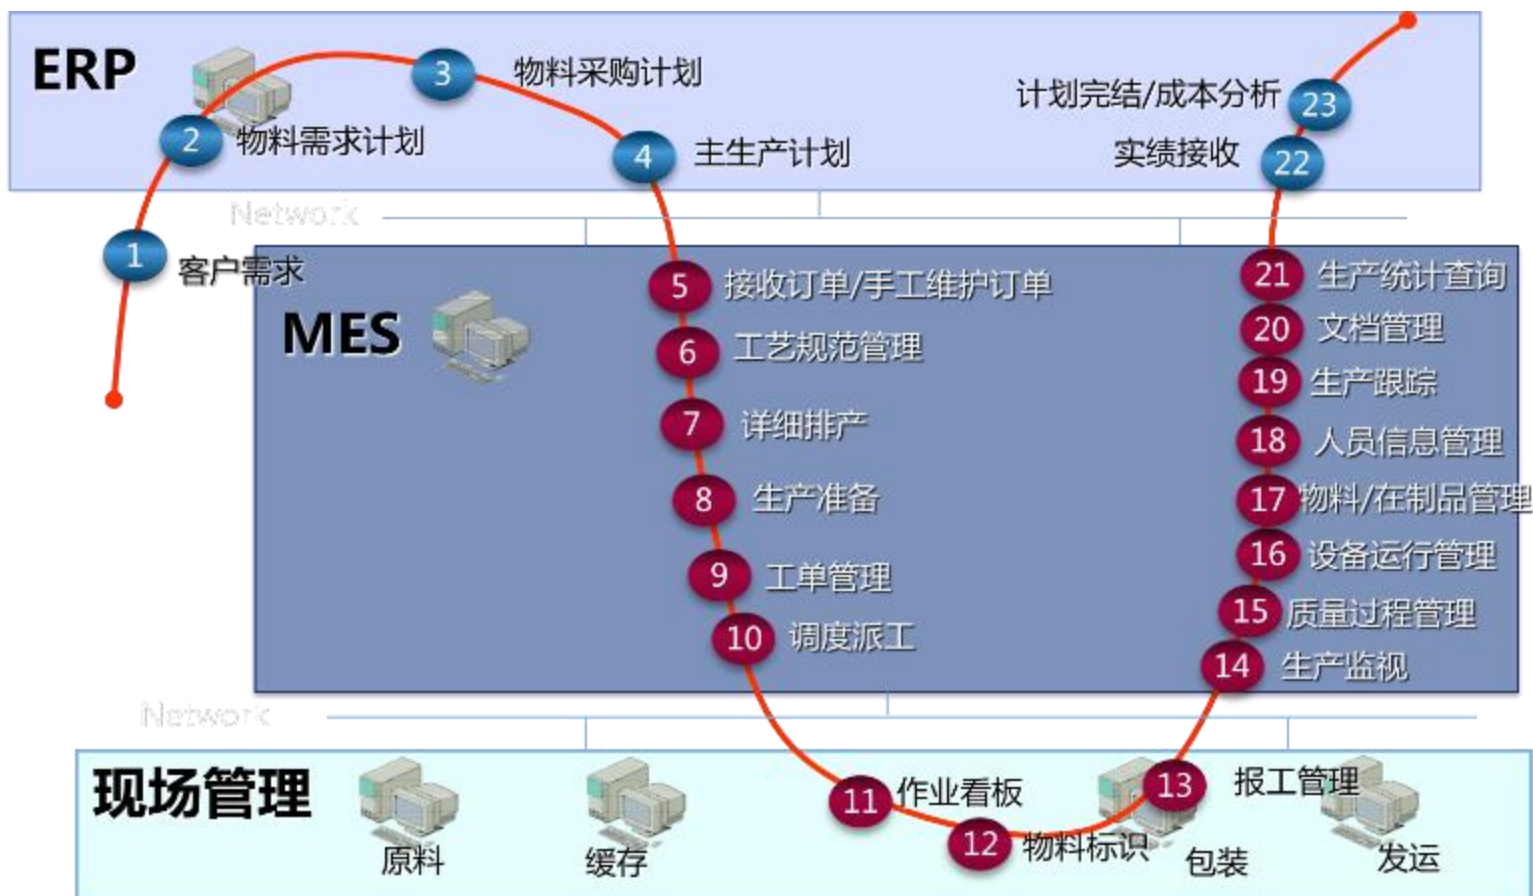 ERP
3 物料采购计划
计划完结/成本分析 23
2 物料需求计划
4 主生产计划
实绩接收 22
Network
1 客户需求
MES
5 接收订单/手工维护订单
6 工艺规范管理
7 详细排产
8 生产准备
9 工单管理
10 调度派工
21 生产统计查询
20 文档管理
19 生产跟踪
18 人员信息管理
17 物料/在制品管理
16 设备运行管理
15 质量过程管理
14 生产监视
Network
现场管理
11 作业看板
13 报工管理
12 物料标识
原料
缓存
包装
发运